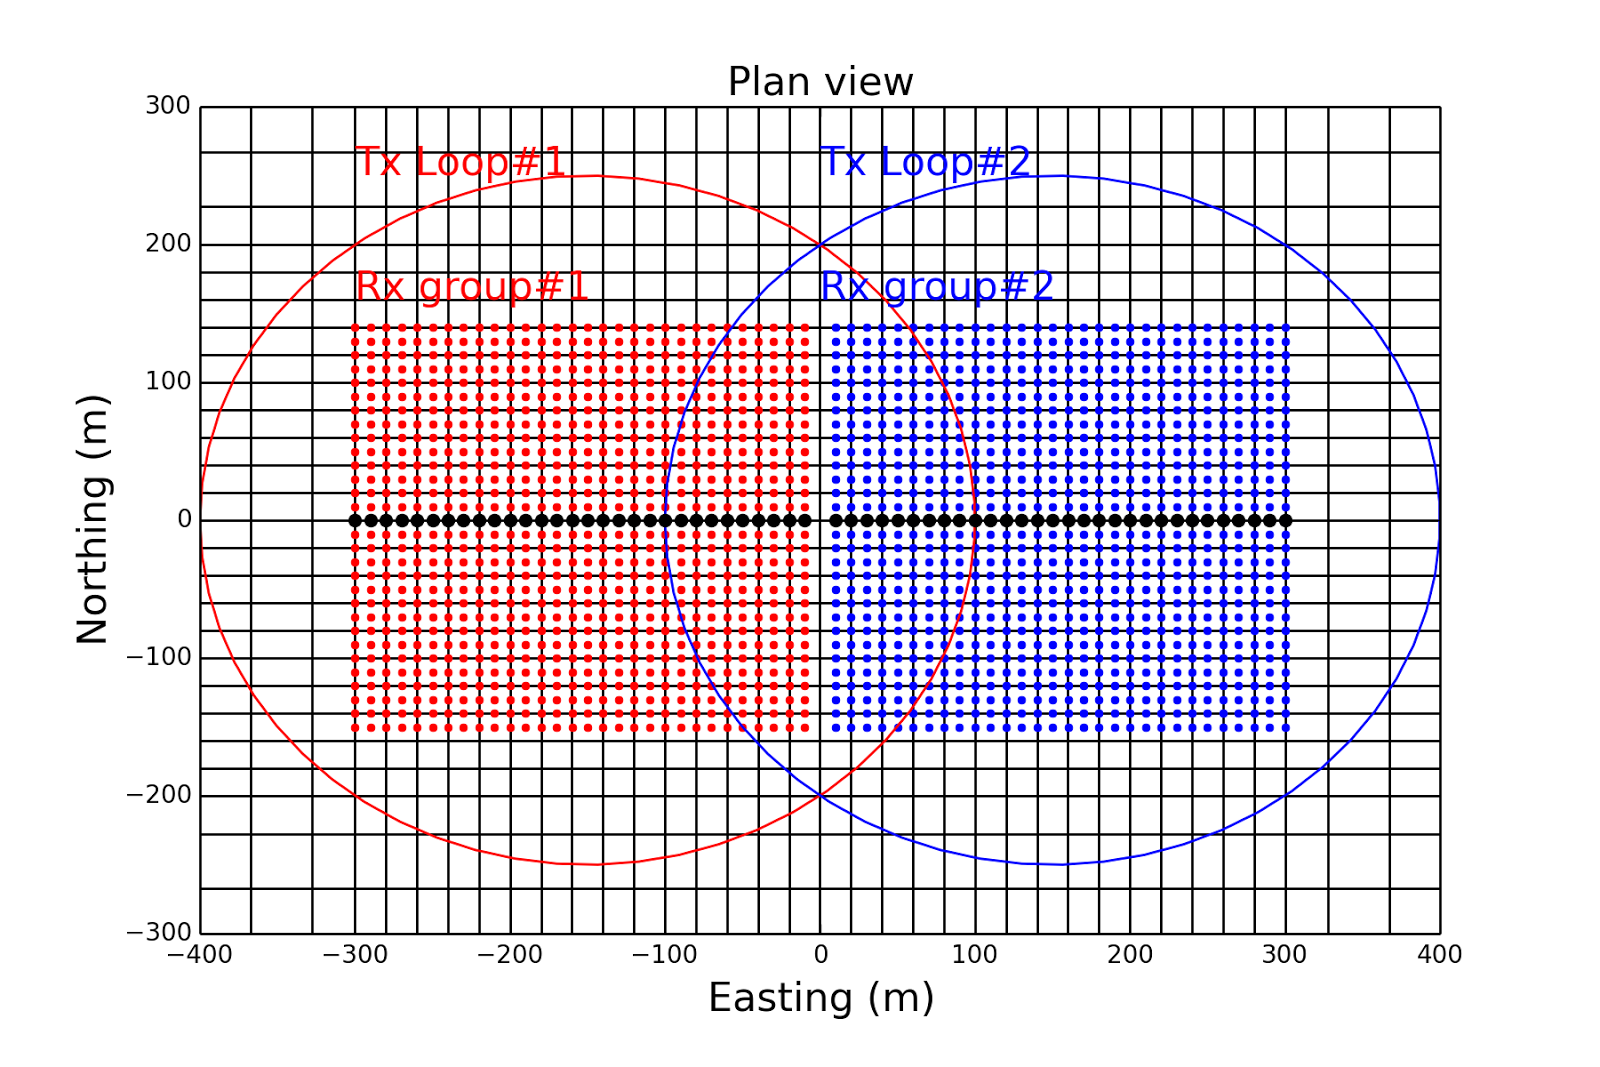 Plan view
300
Tx Loop#1 Tx Loop#2
200
Rx group#1 Rx group#2
100
0
−100
−200
−300
−400 −300 −200 −100 0 100 200 300 400
Easting (m)
Northing (m)